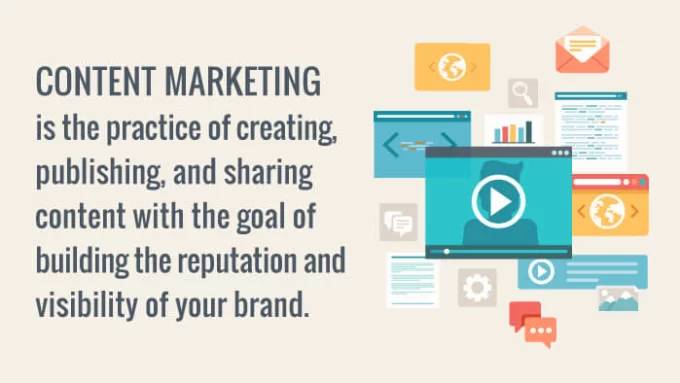 CONTENT MARKETING
is the practice of creating,
publishing, and sharing
content with the goal of
building the reputation and
visibility of your brand.